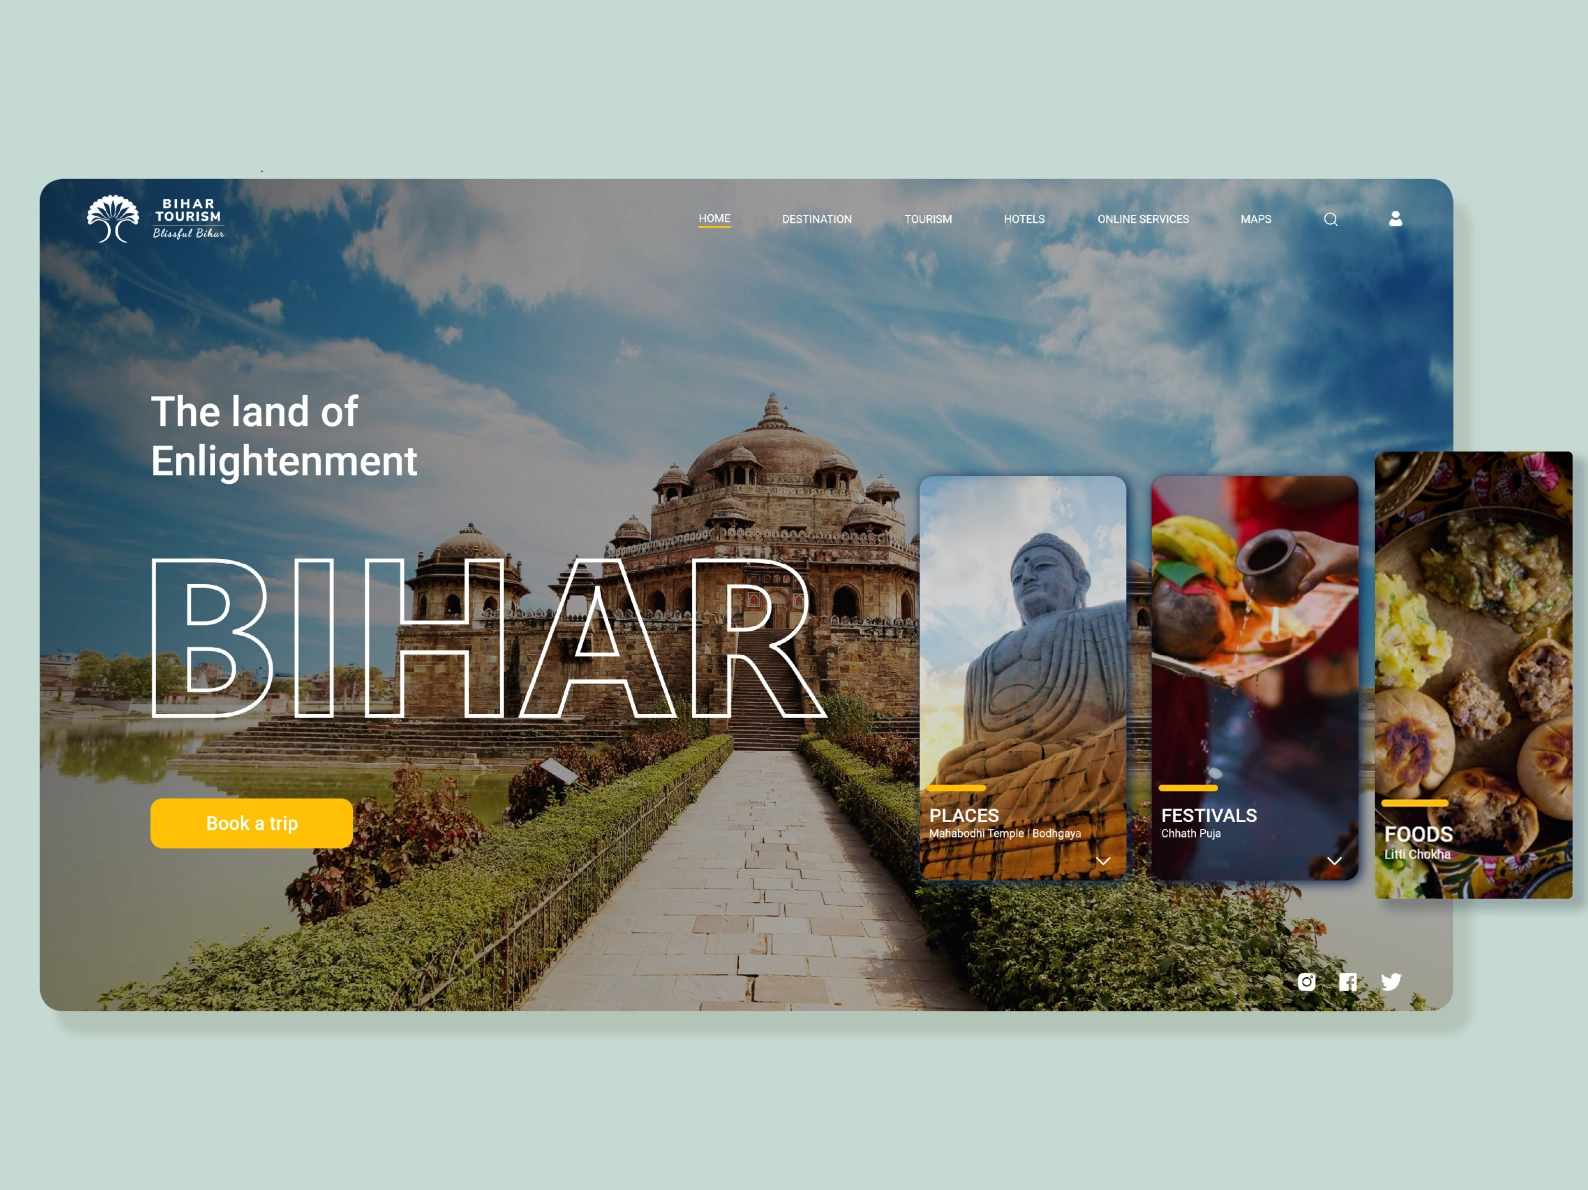 BIHAR
TOURISM
Blissful Bihar
HOME
DESTINATION
TOURISM
HOTELS
ONLINE SERVICES
MAPS
The land of
Enlightenment
BIHAR
Book a trip
PLACES
Mahabodhi Temple | Bodhgaya
FESTIVALS
Chhath Puja
FOODS
Litti Chokha